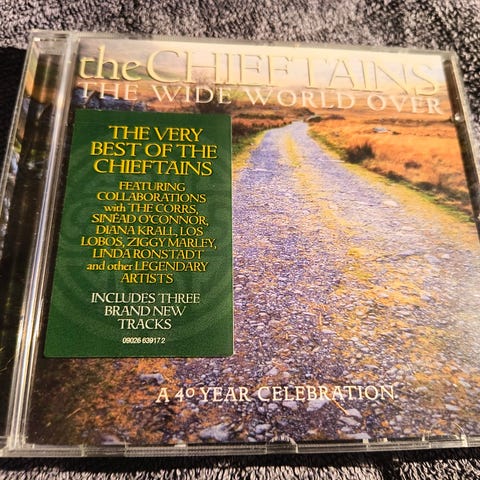 the CHIEFTAINS
THE WIDE WORLD OVER
THE VERY
BEST OF THE
CHIEFTAINS
FEATURING
COLLABORATIONS
with THE CORRS,
SINÉAD O'CONNOR,
DIANA KRALL, LOS
LOBOS, ZIGGY MARLEY,
LINDA RONSTADT
and other LEGENDARY
ARTISTS
INCLUDES THREE
BRAND NEW
TRACKS
09026 63917 2
A 40 YEAR CELEBRATION